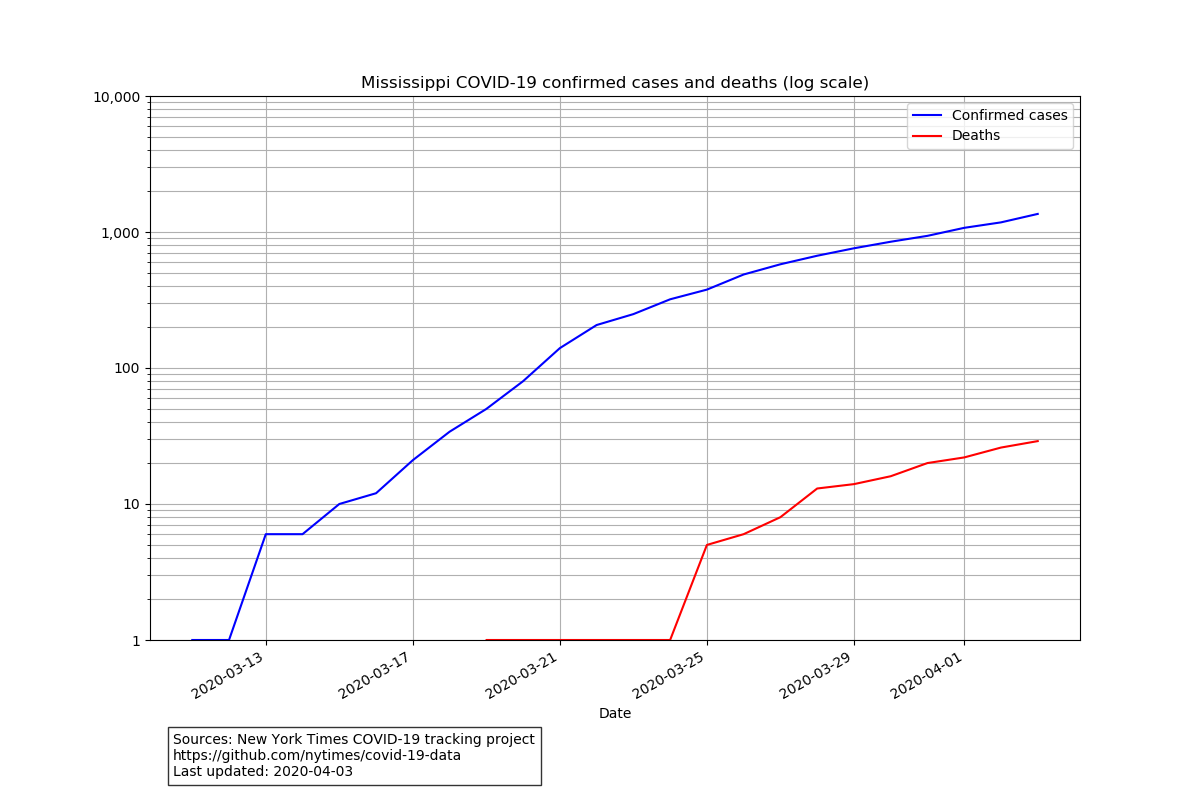 Mississippi COVID-19 confirmed cases and deaths (log scale)
10,000
1,000
100
10
1
Confirmed cases
Deaths
2020-03-13
2020-03-17
2020-03-21
2020-03-25
2020-03-29
2020-04-01
Date
Sources: New York Times COVID-19 tracking project
https://github.com/nytimes/covid-19-data
Last updated: 2020-04-03